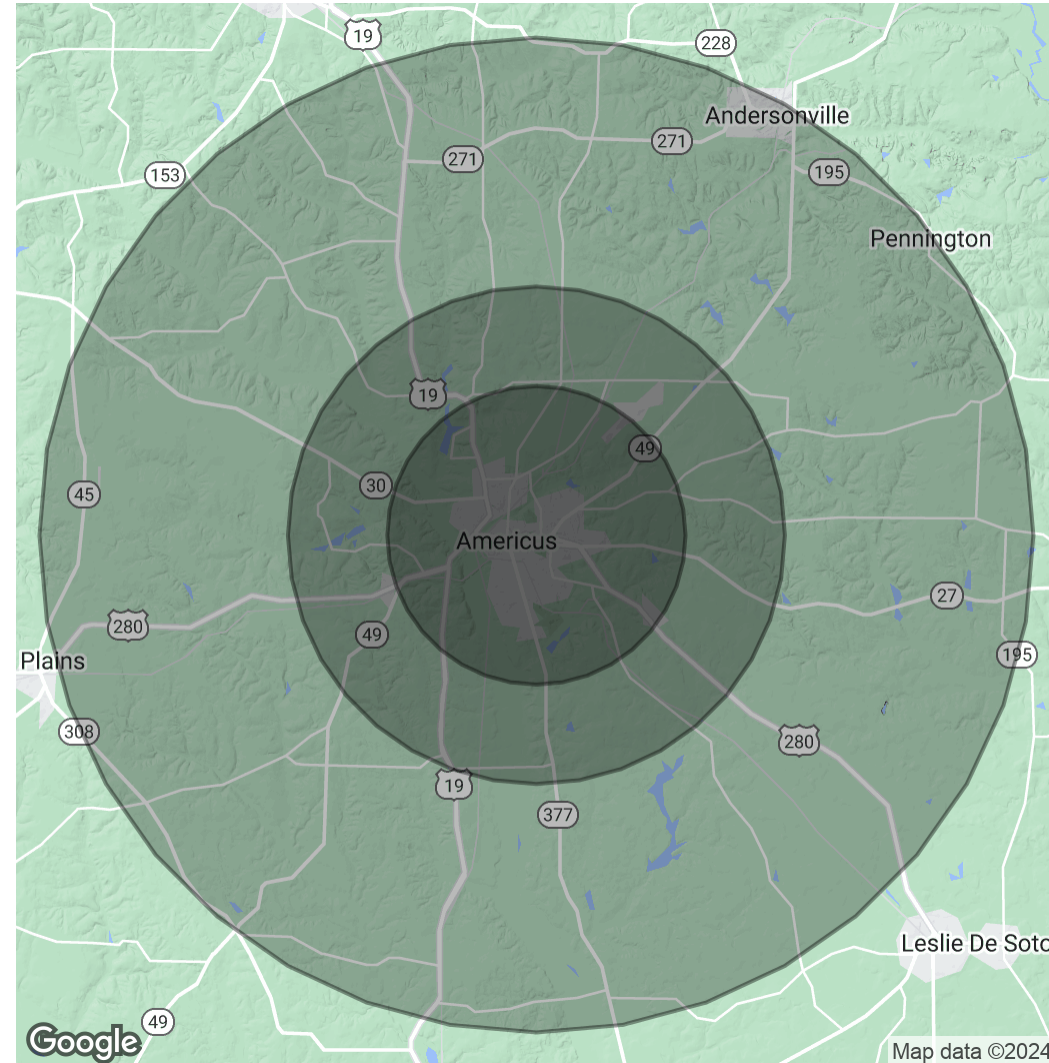 19
228
Andersonville
271
271
153
195
Pennington
19
49
30
45
Americus
27
280
49
195
Plains
308
280
19
377
Leslie De Soto
49
Google
Map data ©2024